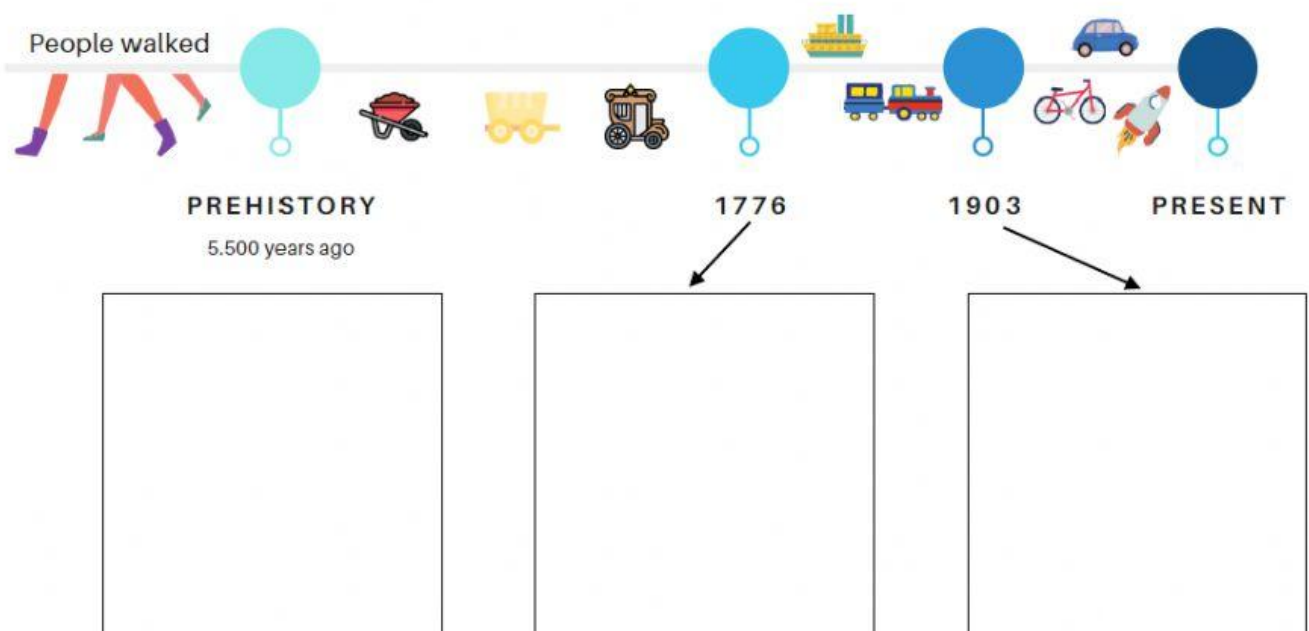 People walked
PREHISTORY
5.500 years ago
1776
1903
PRESENT